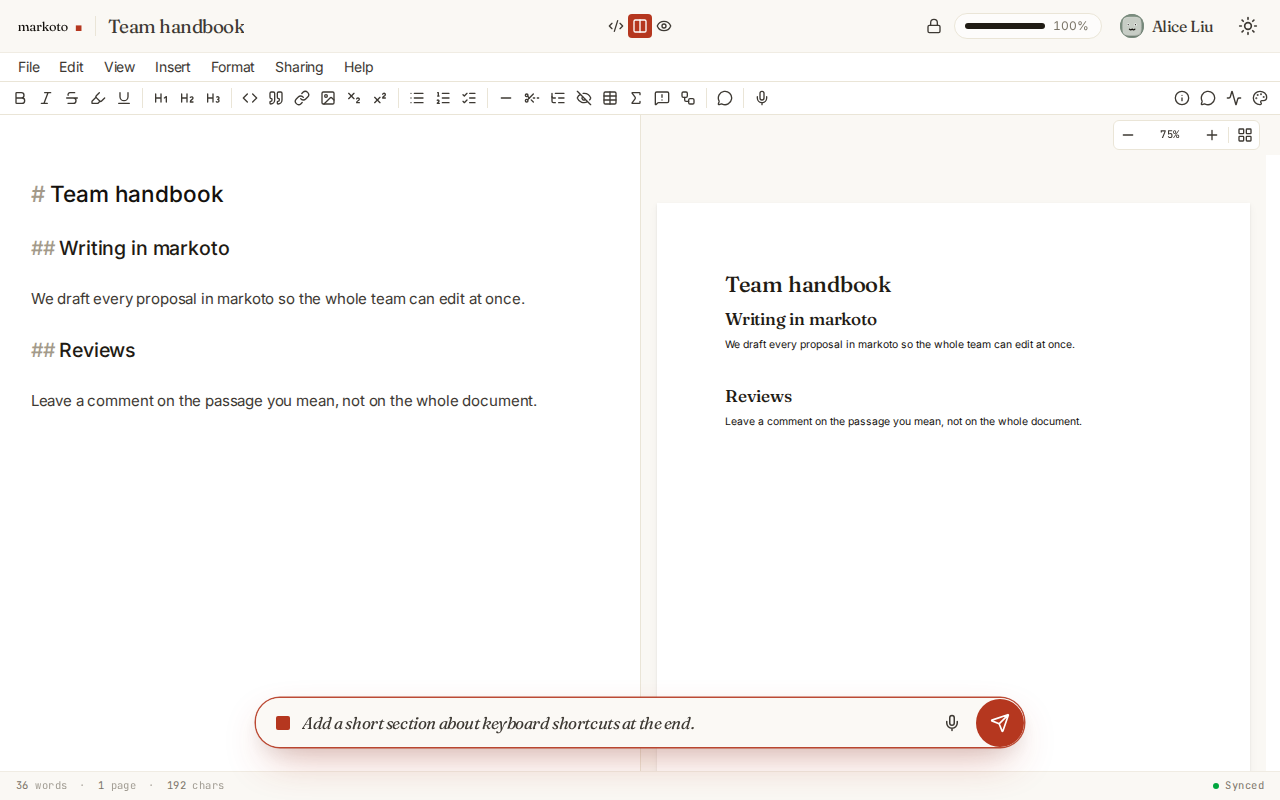 markoto
Team handbook
100%
Alice Liu
File Edit View Insert Format Sharing Help
H1 H2 H3
75%
# Team handbook
## Writing in markoto
We draft every proposal in markoto so the whole team can edit at once.
## Reviews
Leave a comment on the passage you mean, not on the whole document.
Team handbook
Writing in markoto
We draft every proposal in markoto so the whole team can edit at once.
Reviews
Leave a comment on the passage you mean, not on the whole document.
Add a short section about keyboard shortcuts at the end.
36 words · 1 page · 192 chars
Synced